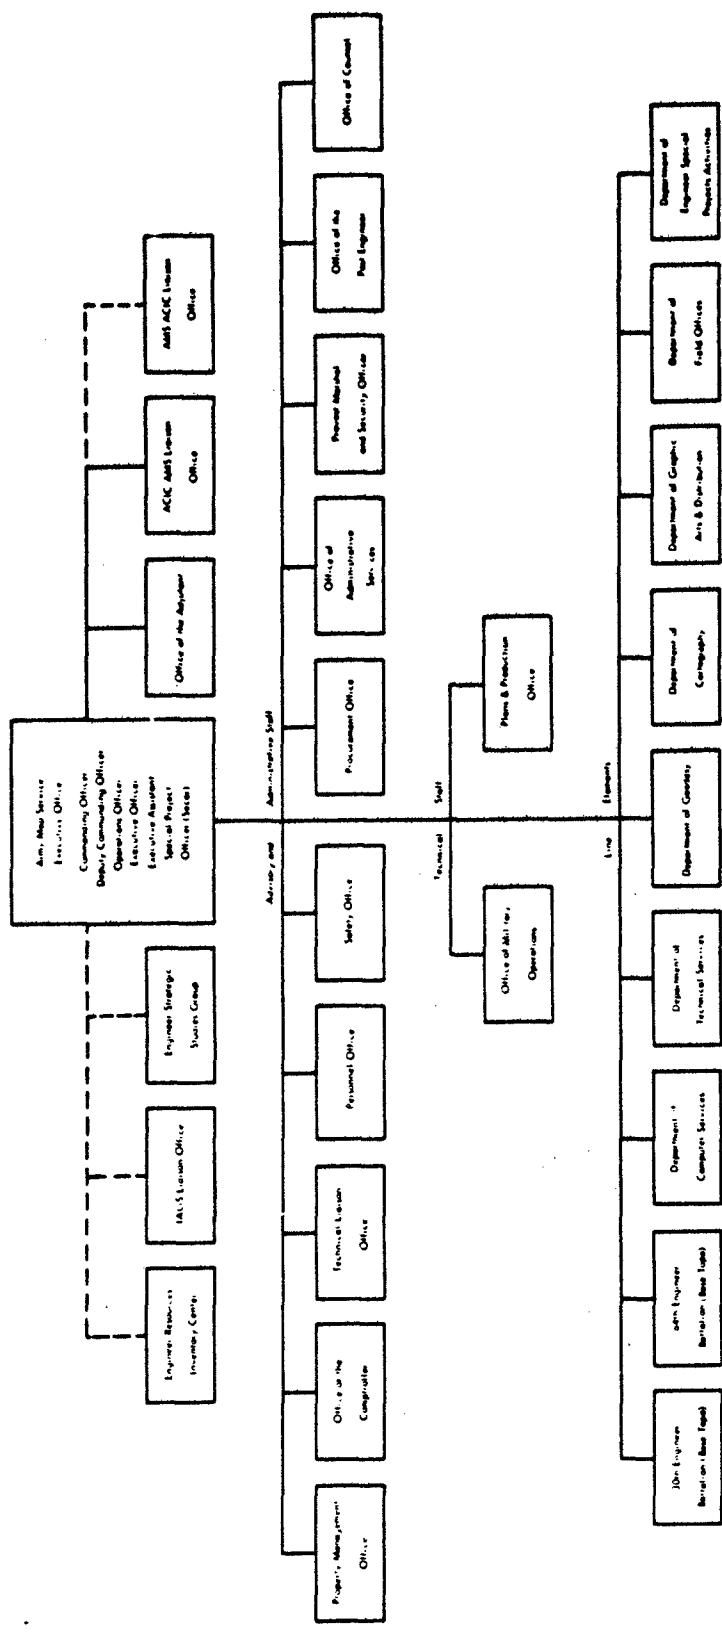 Army Map Service
Executive Office
Commanding Officer
Deputy Commanding Officer
Operations Officer
Executive Officer
Executive Assistant
Special Project
Officer (Secor)
Engineer Resources
Inventory Center
Liaison Office
Engineer Strategic
Studies Group
Office of the Adjutant
ACIC AMS Liaison
Office
AMS ACIC Liaison
Office
Advisory and Administrative Staff
Property Management
Office
Office of the
Comptroller
Technical Liaison
Office
Personnel Office
Safety Office
Procurement Office
Office of
Administrative
Services
Provost Marshal
and Security Officer
Office of the
Post Engineer
Office of Counsel
Technical Staff
Office of Military
Operations
Plans & Production
Office
Line Elements
30th Engineer
Battalion (Base Topo)
64th Engineer
Battalion (Base Topo)
Department of
Computer Services
Department of
Technical Services
Department of Geodesy
Department of
Cartography
Department of Graphic
Arts & Distribution
Department of
Field Offices
Department of
Engineer Special
Projects Activities